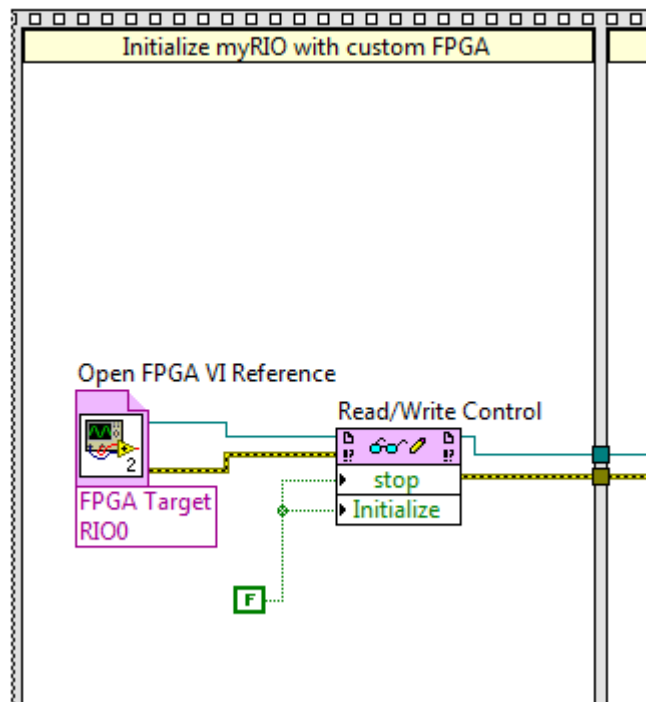 Initialize myRIO with custom FPGA
Open FPGA VI Reference
2
FPGA Target
RIO0
Read/Write Control
!? !?
stop
Initialize
F